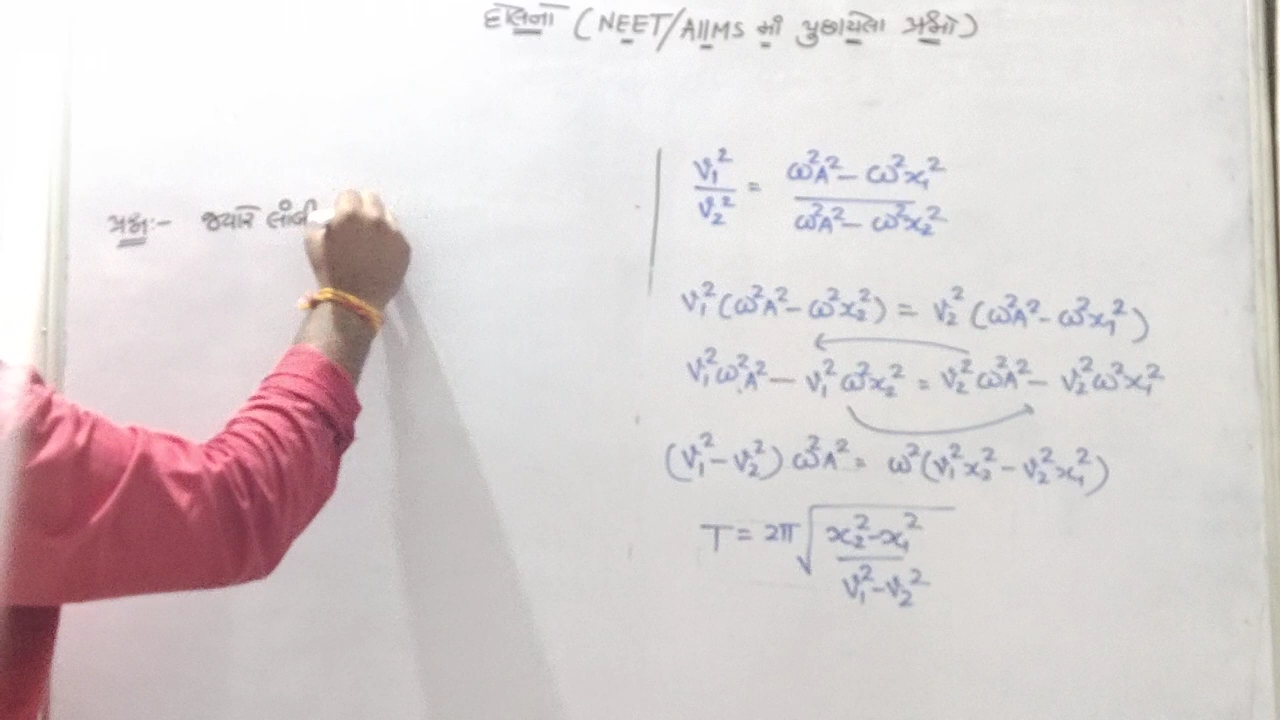 દોલનો (NEET/AIIMS માં પુછાયેલા પ્રશ્નો)
પ્રશ્ન:- જ્યારે
V₁²/V₂² = (ω²A² - ω²x₁²)/(ω²A² - ω²x₂²)
V₁²(ω²A² - ω²x₂²) = V₂²(ω²A² - ω²x₁²)
V₁²ω²A² - V₁²ω²x₂² = V₂²ω²A² - V₂²ω²x₁²
(V₁² - V₂²) ω²A² = ω²(V₁²x₂² - V₂²x₁²)
T = 2π√((x₂² - x₁²)/(V₁² - V₂²))